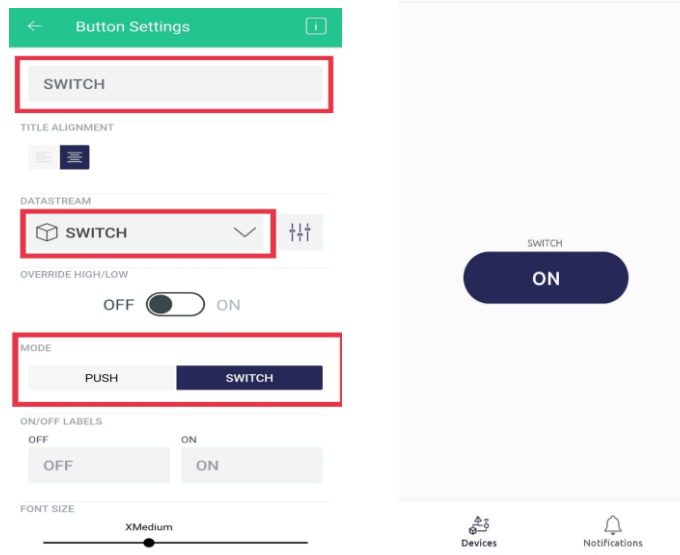 Button Settings
SWITCH
TITLE ALIGNMENT
DATASTREAM
SWITCH
OVERRIDE HIGH/LOW
OFF ON
MODE
PUSH SWITCH
ON/OFF LABELS
OFF ON
OFF ON
FONT SIZE
XMedium
SWITCH
ON
Devices Notifications